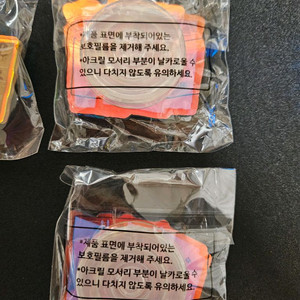 •제품 표면에 부착되어있는
보호필름을 제거해 주세요.
•아크릴 모서리 부분이 날카로울 수
있으니 다치지 않도록 유의하세요.
•제품 표면에 부착되어있는
보호필름을 제거해 주세요.
•아크릴 모서리 부분이 날카로울 수
있으니 다치지 않도록 유의하세요.